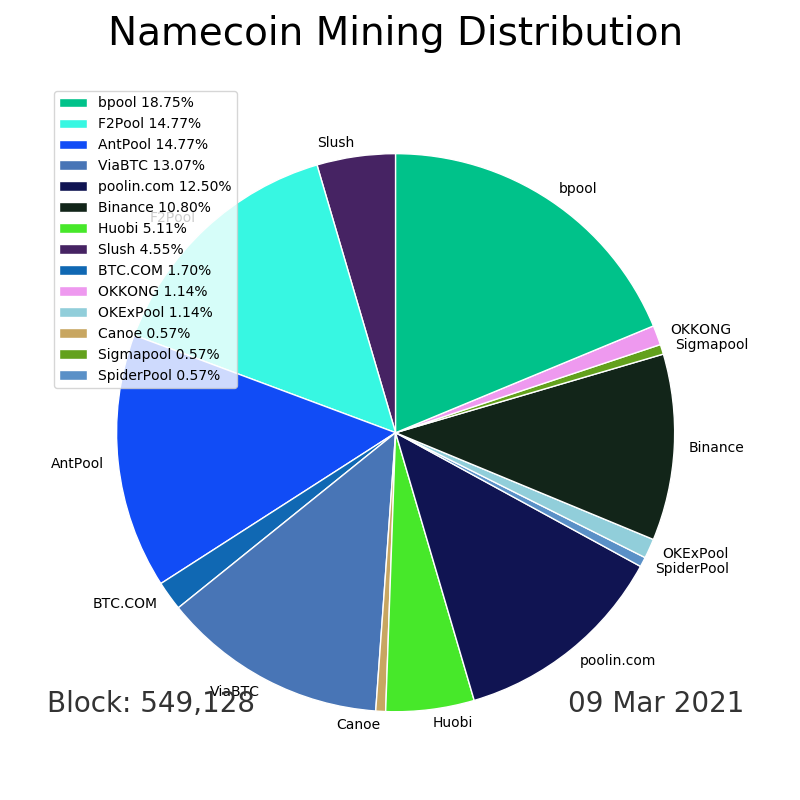 Namecoin Mining Distribution
bpool 18.75%
F2Pool 14.77%
AntPool 14.77%
ViaBTC 13.07%
poolin.com 12.50%
Binance 10.80%
Huobi 5.11%
Slush 4.55%
BTC.COM 1.70%
OKKONG 1.14%
OKExPool 1.14%
Canoe 0.57%
Sigmapool 0.57%
SpiderPool 0.57%
Slush
bpool
F2Pool
OKKONG
Sigmapool
Binance
AntPool
OKExPool
SpiderPool
BTC.COM
poolin.com
ViaBTC
Canoe
Huobi
Block: 549,128
09 Mar 2021